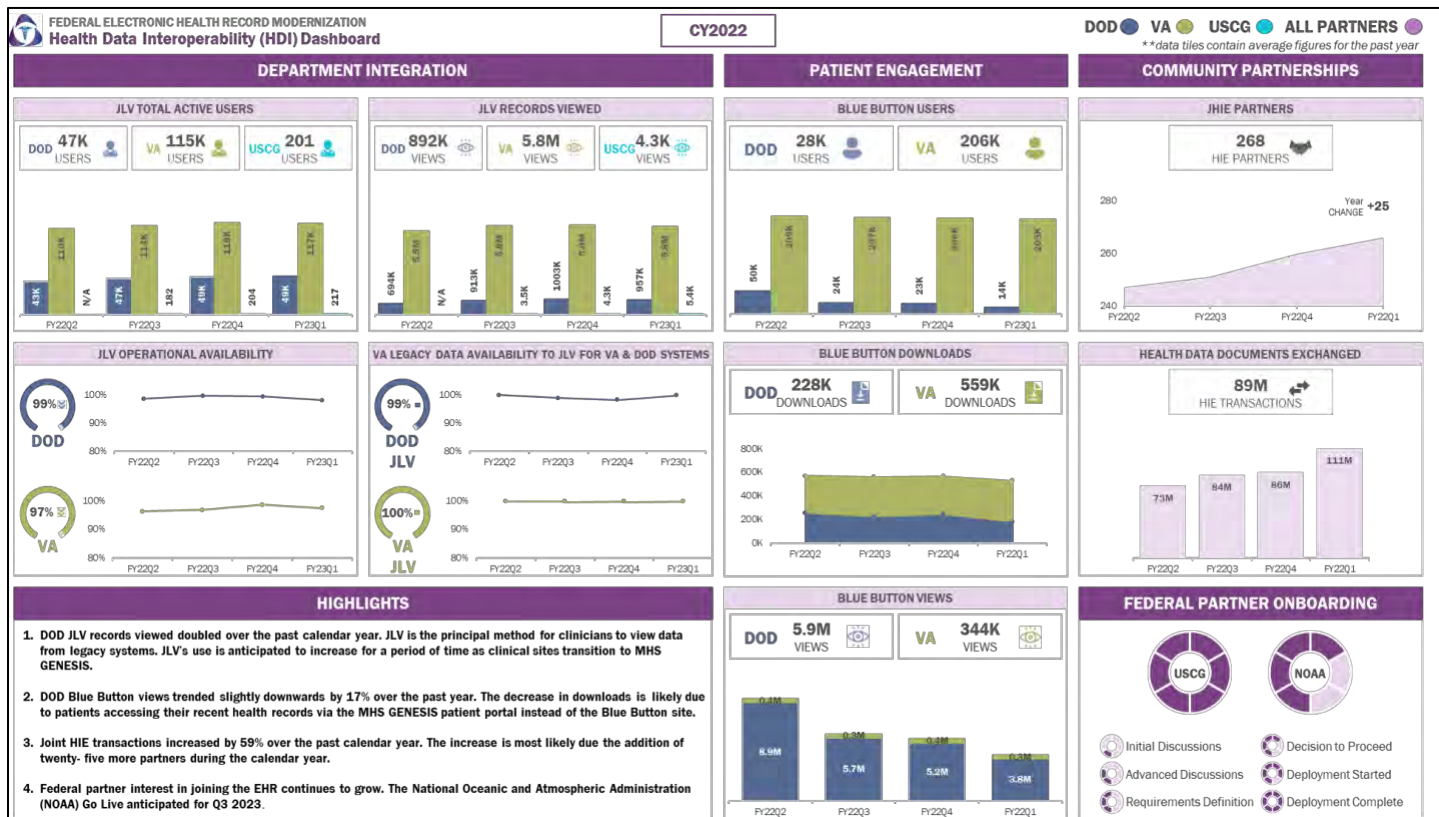 FEDERAL ELECTRONIC HEALTH RECORD MODERNIZATION
Health Data Interoperability (HDI) Dashboard
CY2022
DOD VA USCG ALL PARTNERS
**data tiles contain average figures for the past year
DEPARTMENT INTEGRATION
JLV TOTAL ACTIVE USERS
DOD 47K USERS
VA 115K USERS
USCG 201 USERS
43K N/A
47K 114K 182
49K 118K 204
49K 117K 217
FY22Q2 FY22Q3 FY22Q4 FY23Q1
JLV RECORDS VIEWED
DOD 892K VIEWS
VA 5.8M VIEWS
USCG 4.3K VIEWS
694K N/A
913K 3.5K
1003K 4.3K
957K 5.4K
FY22Q2 FY22Q3 FY22Q4 FY23Q1
JLV OPERATIONAL AVAILABILITY
99%
DOD
100%
90%
80%
FY22Q2 FY22Q3 FY22Q4 FY23Q1
97%
VA
100%
90%
80%
FY22Q2 FY22Q3 FY22Q4 FY23Q1
VA LEGACY DATA AVAILABILITY TO JLV FOR VA & DOD SYSTEMS
99%
DOD
JLV
100%
90%
80%
FY22Q2 FY22Q3 FY22Q4 FY23Q1
100%
VA
JLV
100%
90%
80%
FY22Q2 FY22Q3 FY22Q4 FY23Q1
PATIENT ENGAGEMENT
BLUE BUTTON USERS
DOD 28K USERS
VA 206K USERS
50K
24K
23K
14K
FY22Q2 FY22Q3 FY22Q4 FY23Q1
BLUE BUTTON DOWNLOADS
DOD 228K DOWNLOADS
VA 559K DOWNLOADS
800K
600K
400K
200K
0K
FY22Q2 FY22Q3 FY22Q4 FY22Q1
BLUE BUTTON VIEWS
DOD 5.9M VIEWS
VA 344K VIEWS
0.4M
8.9M
0.3M
5.7M
0.4M
5.2M
0.3M
3.8M
FY22Q2 FY22Q3 FY22Q4 FY22Q1
COMMUNITY PARTNERSHIPS
JHIE PARTNERS
268
HIE PARTNERS
Year
CHANGE +25
280
260
240
FY22Q2 FY22Q3 FY22Q4 FY22Q1
HEALTH DATA DOCUMENTS EXCHANGED
89M
HIE TRANSACTIONS
84M 86M 111M
FY22Q2 FY22Q3 FY22Q4 FY22Q1
HIGHLIGHTS
1. DOD JLV records viewed doubled over the past calendar year. JLV is the principal method for clinicians to view data
from legacy systems. JLV's use is anticipated to increase for a period of time as clinical sites transition to MHS
GENESIS.
2. DOD Blue Button views trended slightly downwards by 17% over the past year. The decrease in downloads is likely due
to patients accessing their recent health records via the MHS GENESIS patient portal instead of the Blue Button site.
3. Joint HIE transactions increased by 59% over the past calendar year. The increase is most likely due the addition of
twenty- five more partners during the calendar year.
4. Federal partner interest in joining the EHR continues to grow. The National Oceanic and Atmospheric Administration
(NOAA) Go Live anticipated for Q3 2023.
FEDERAL PARTNER ONBOARDING
USCG NOAA
Initial Discussions Decision to Proceed
Advanced Discussions Deployment Started
Requirements Definition Deployment Complete